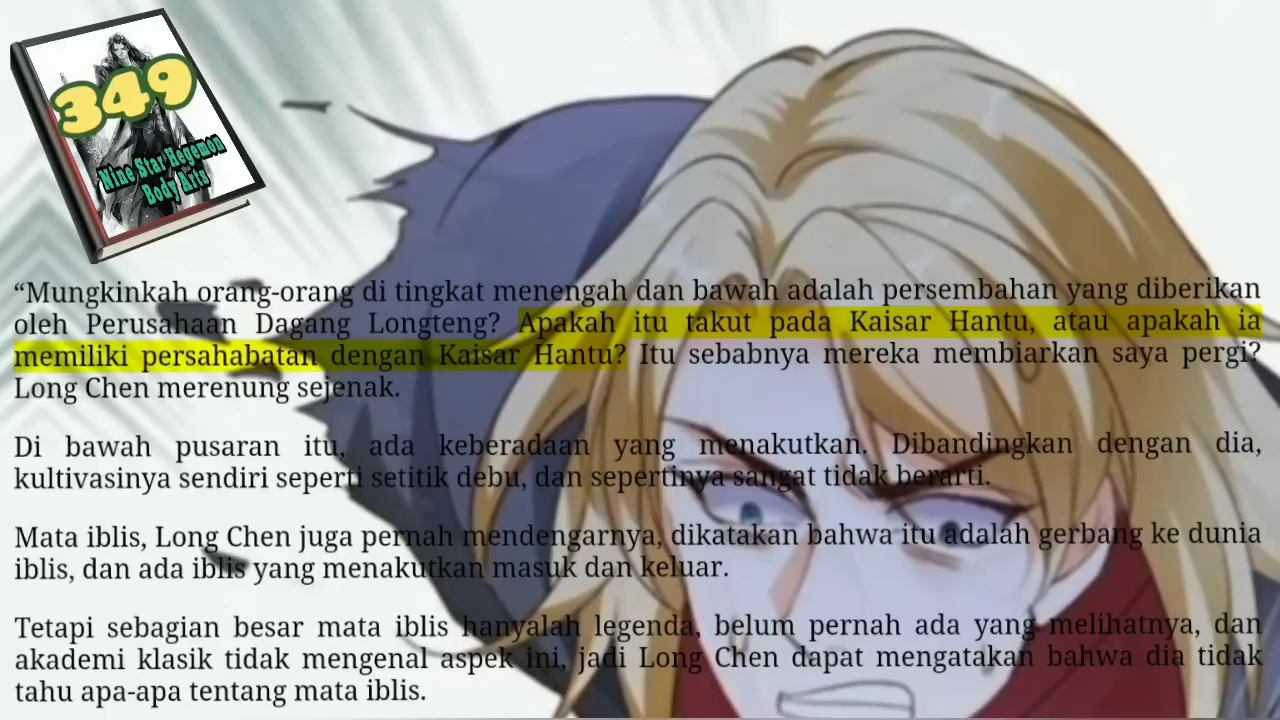 349
Nine Star Hegemon
Body Arts
“Mungkinkah orang-orang di tingkat menengah dan bawah adalah persembahan yang diberikan
oleh Perusahaan Dagang Longteng? Apakah itu takut pada Kaisar Hantu, atau apakah ia
memiliki persahabatan dengan Kaisar Hantu? Itu sebabnya mereka membiarkan saya pergi?
Long Chen merenung sejenak.
Di bawah pusaran itu, ada keberadaan yang menakutkan. Dibandingkan dengan dia,
kultivasinya sendiri seperti setitik debu, dan sepertinya sangat tidak berarti.
Mata iblis, Long Chen juga pernah mendengarnya, dikatakan bahwa itu adalah gerbang ke dunia
iblis, dan ada iblis yang menakutkan masuk dan keluar.
Tetapi sebagian besar mata iblis hanyalah legenda, belum pernah ada yang melihatnya, dan
akademi klasik tidak mengenal aspek ini, jadi Long Chen dapat mengatakan bahwa dia tidak
tahu apa-apa tentang mata iblis.